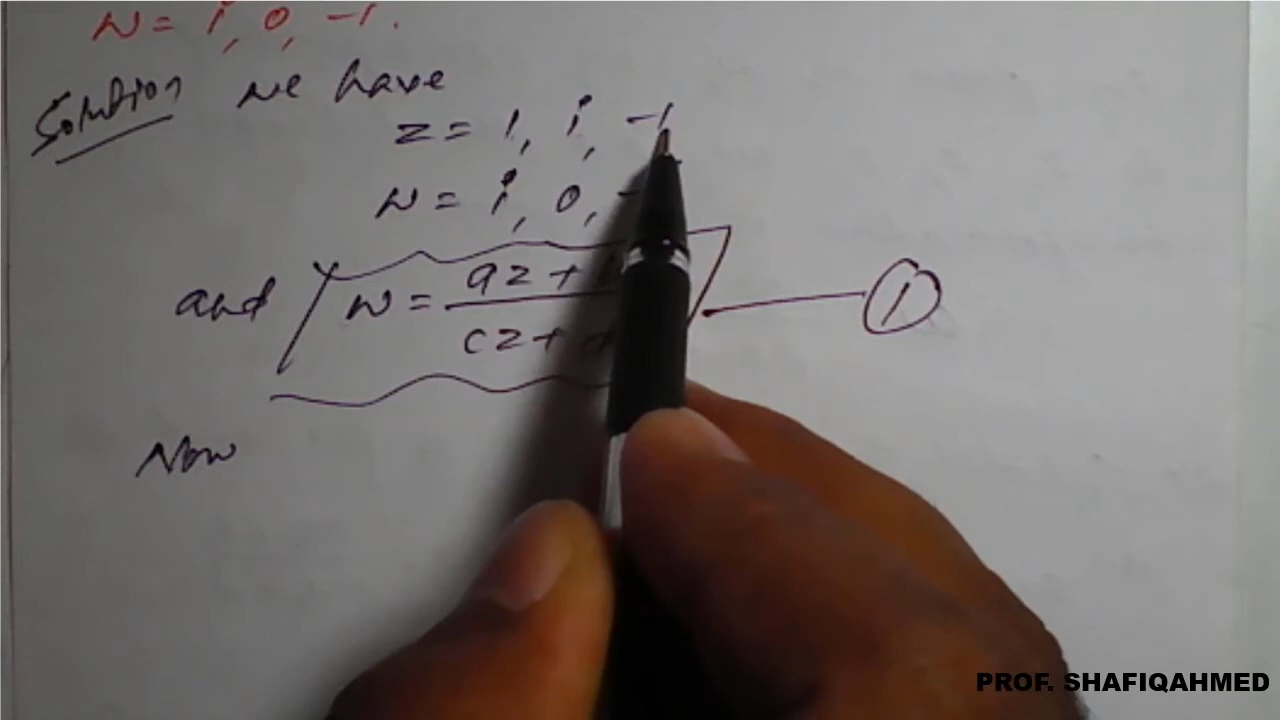 w = i, 0, -1.
Solution we have
z = 1, i, -1
w = i, 0, -
and w = az + b / cz + d — 1
Now
PROF. SHAFIQAHMED